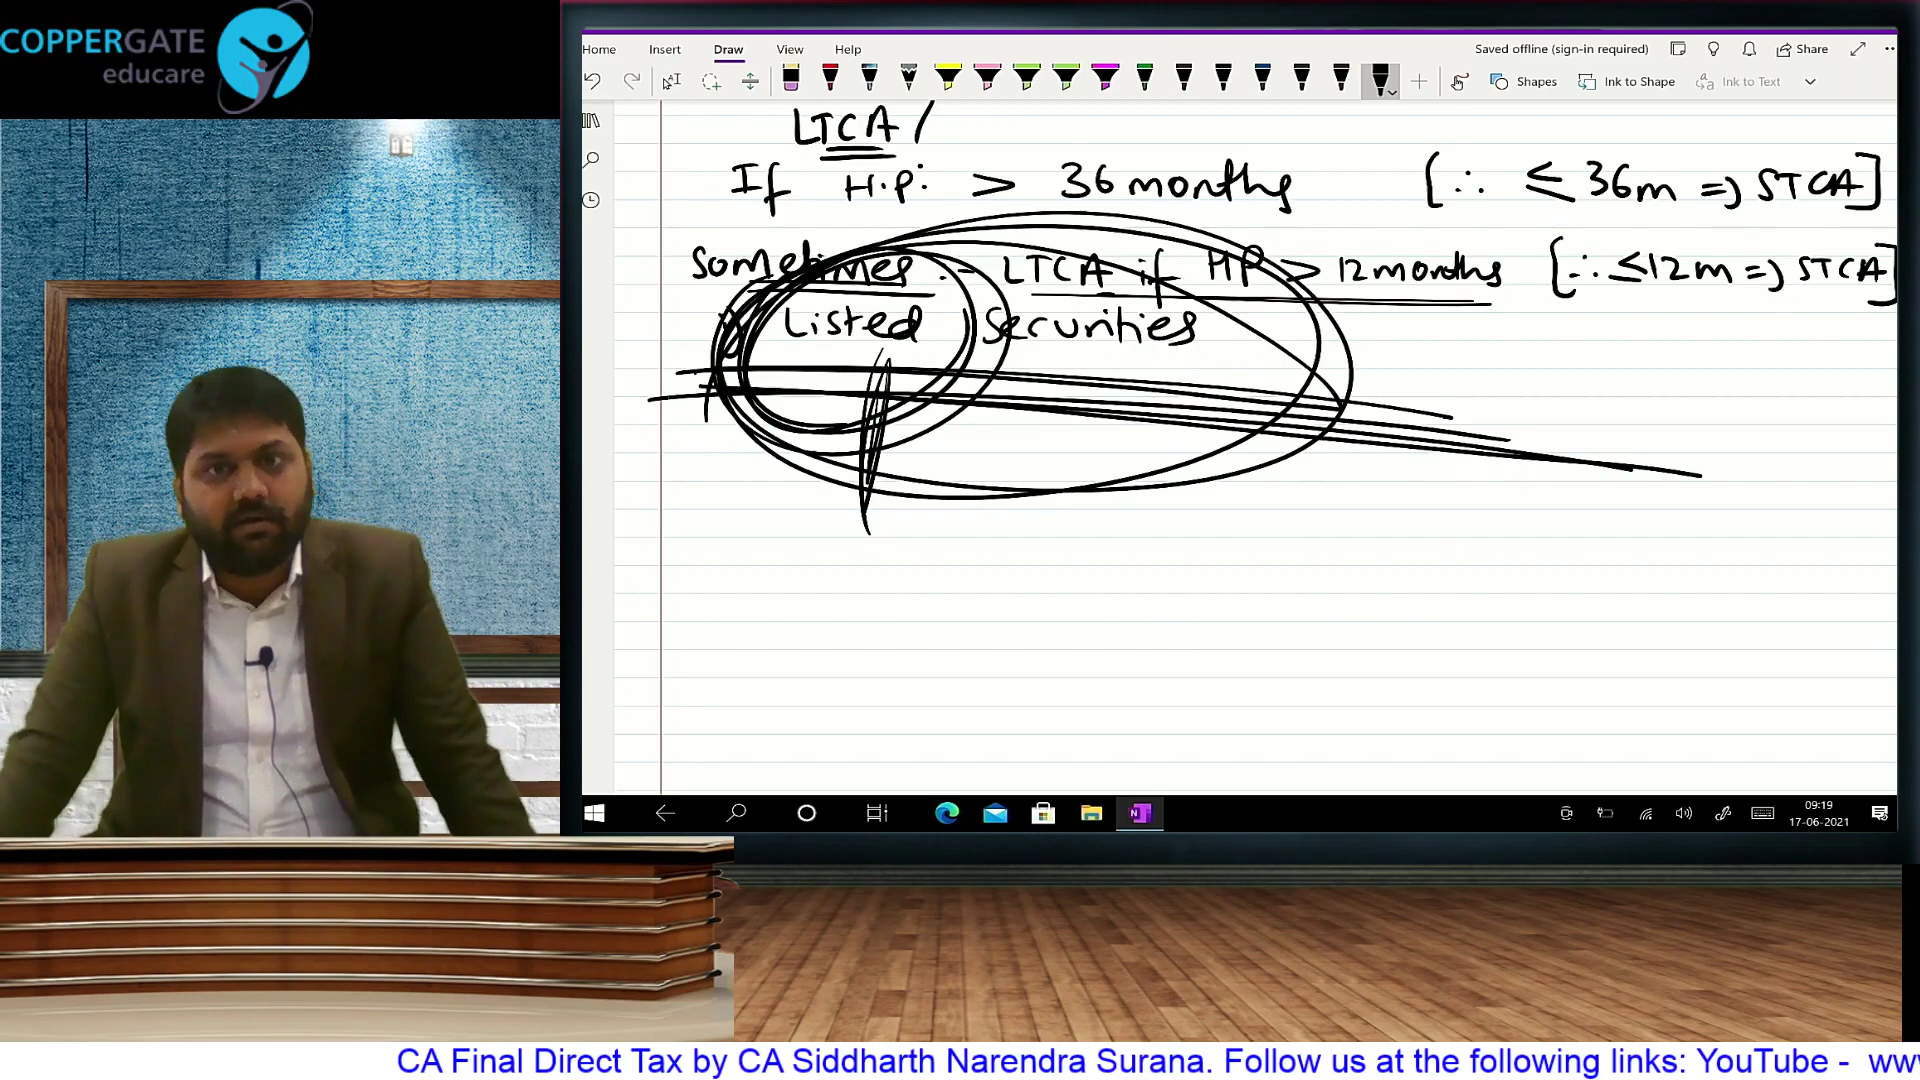 COPPERGATE
educare
Home Insert Draw View Help
Saved offline (sign-in required)
Share
Shapes
Ink to Shape
Ink to Text
LTCA
If H.P. > 36 months [∴ ≤ 36m => STCA]
Sometimes :- LTCA if HP > 12 months [∴ ≤12m => STCA]
i) Listed Securities
09:19
17-06-2021
CA Final Direct Tax by CA Siddharth Narendra Surana. Follow us at the following links: YouTube - ww